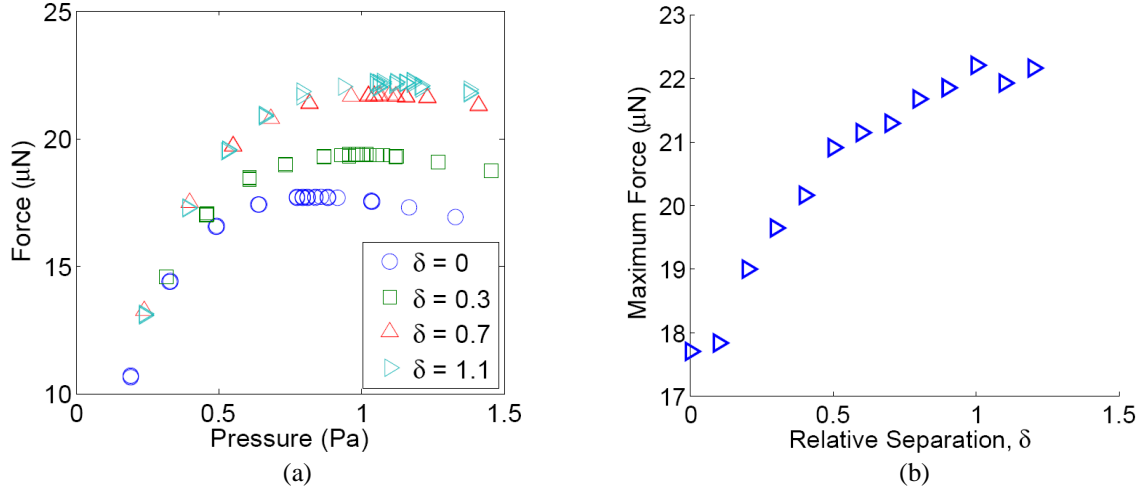 25
20
15
10
0
0.5
1
1.5
Force (μN)
Pressure (Pa)
δ = 0
δ = 0.3
δ = 0.7
δ = 1.1
(a)
23
22
21
20
19
18
17
0
0.5
1
1.5
Maximum Force (μN)
Relative Separation, δ
(b)